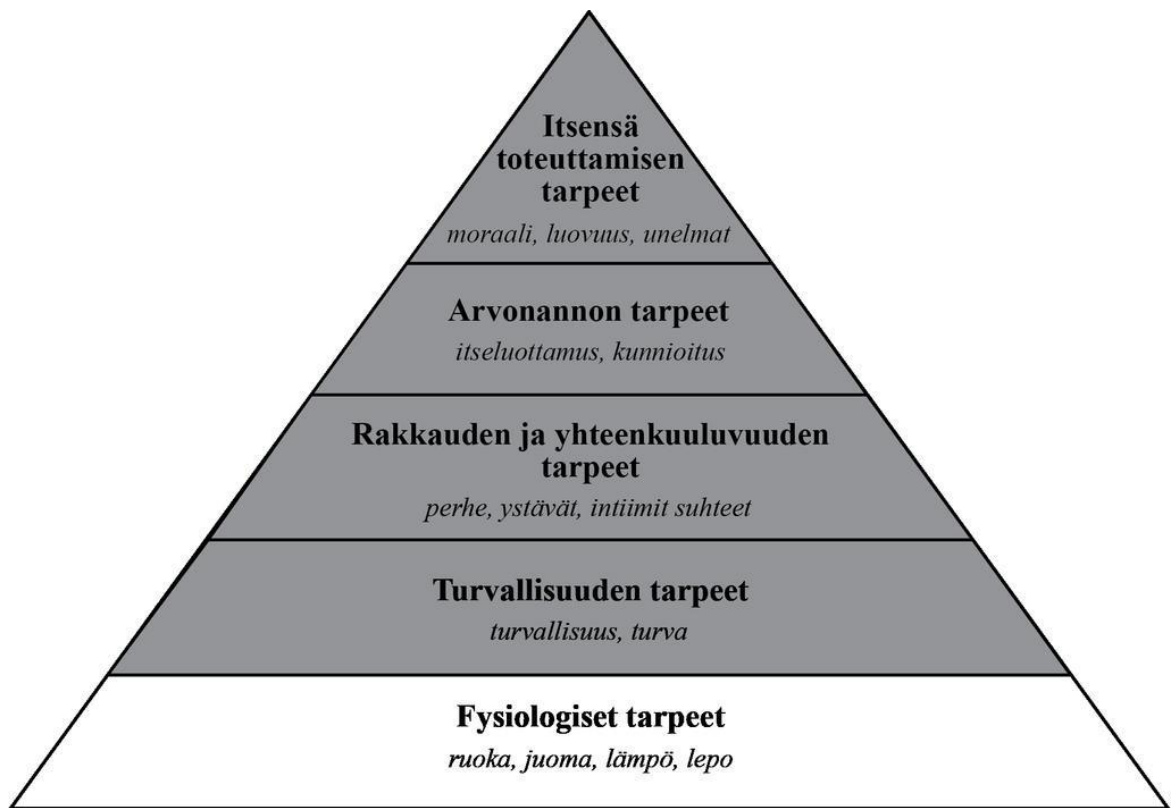 Itsensä
toteuttamisen
tarpeet
moraali, luovuus, unelmat
Arvonannon tarpeet
itseluottamus, kunnioitus
Rakkauden ja yhteenkuuluvuuden
tarpeet
perhe, ystävät, intiimit suhteet
Turvallisuuden tarpeet
turvallisuus, turva
Fysiologiset tarpeet
ruoka, juoma, lämpö, lepo